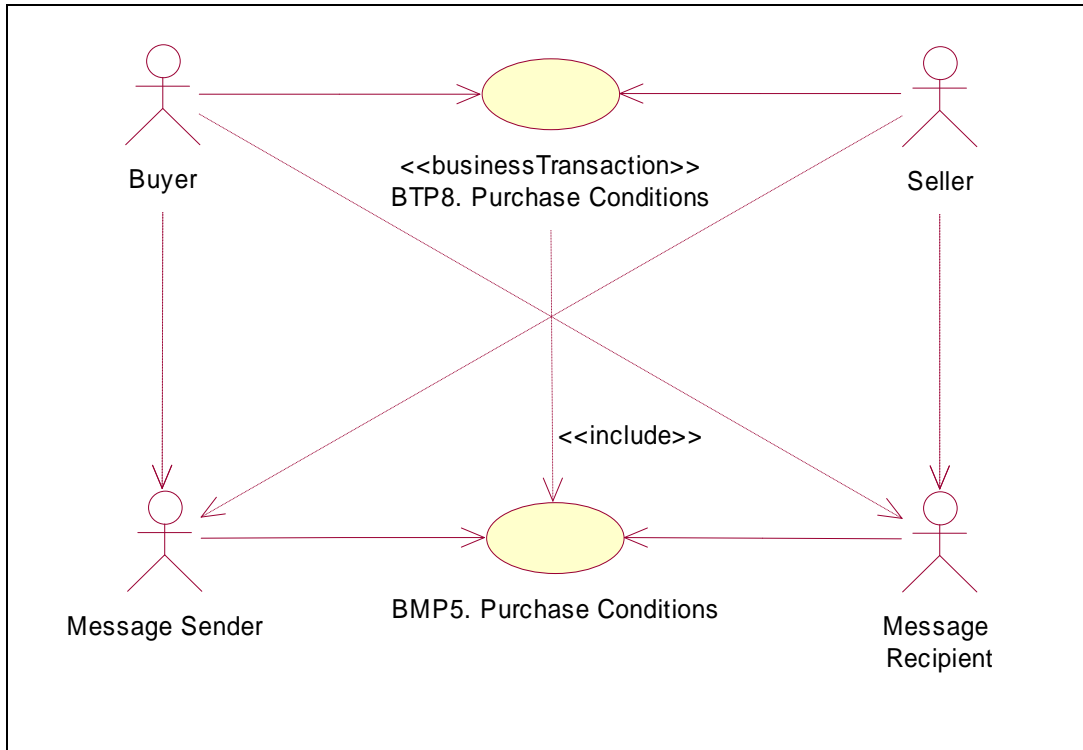 <<businessTransaction>>
Buyer
BTP8. Purchase Conditions
Seller
<<include>>
Message Sender
BMP5. Purchase Conditions
Message
Recipient